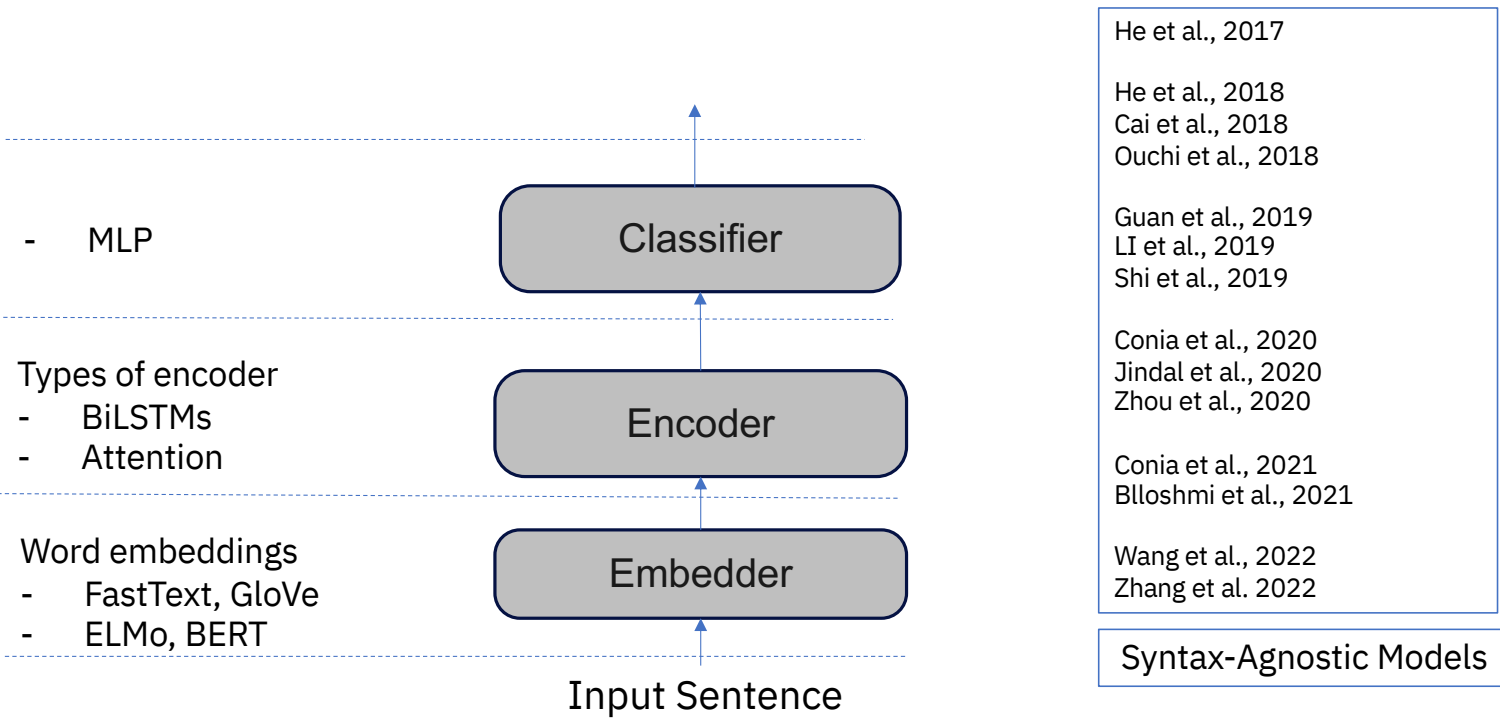 - MLP
Types of encoder
- BiLSTMs
- Attention
Word embeddings
- FastText, GloVe
- ELMo, BERT
Classifier
Encoder
Embedder
Input Sentence
He et al., 2017
He et al., 2018
Cai et al., 2018
Ouchi et al., 2018
Guan et al., 2019
LI et al., 2019
Shi et al., 2019
Conia et al., 2020
Jindal et al., 2020
Zhou et al., 2020
Conia et al., 2021
Blloshmi et al., 2021
Wang et al., 2022
Zhang et al. 2022
Syntax-Agnostic Models